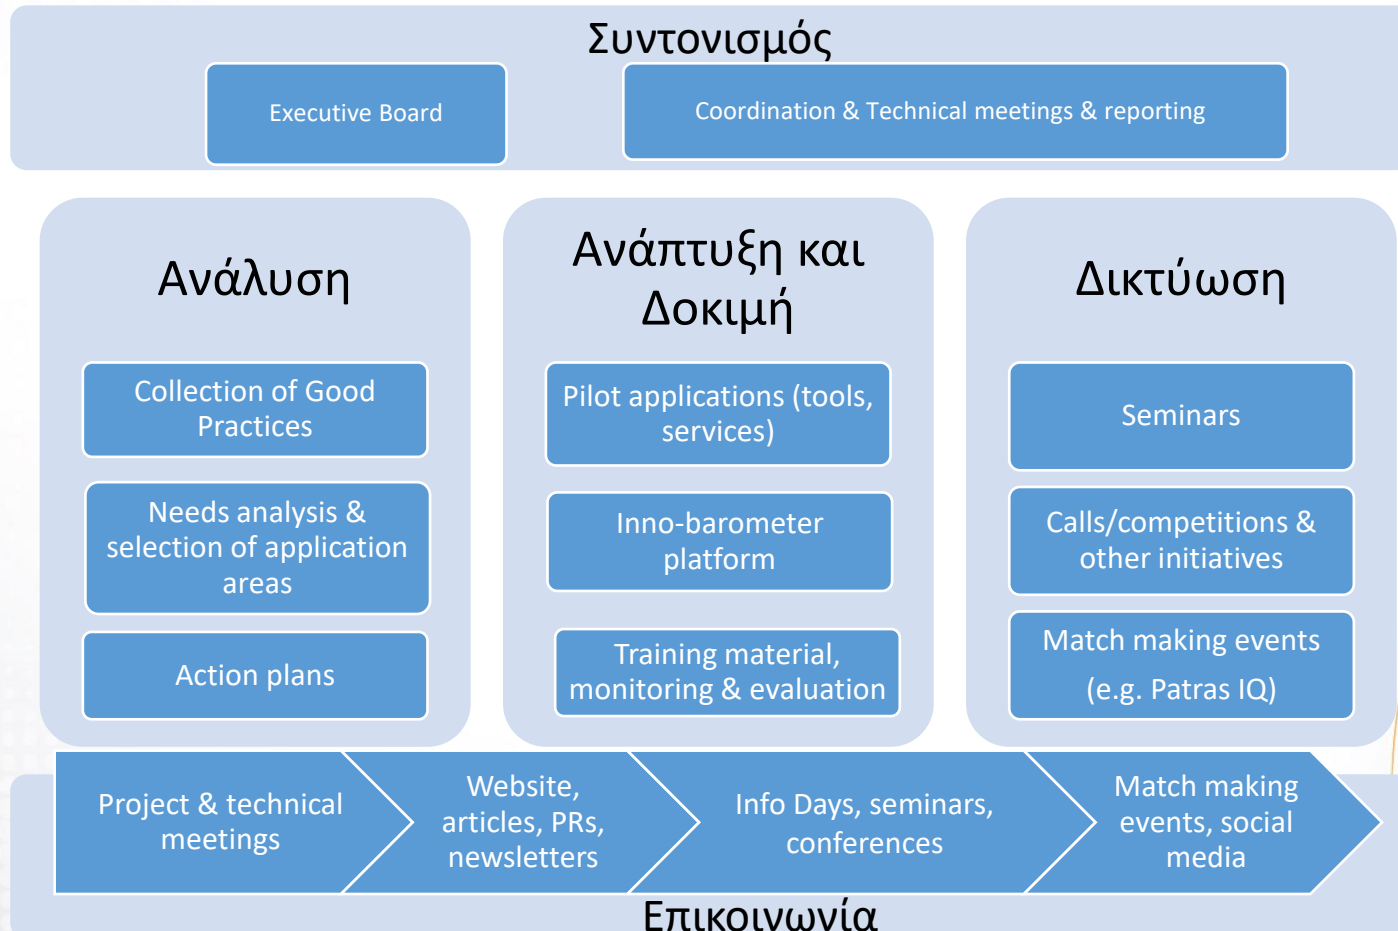 Συντονισμός
Executive Board
Coordination & Technical meetings & reporting
Ανάλυση
Collection of Good
Practices
Needs analysis &
selection of application
areas
Action plans
Ανάπτυξη και
Δοκιμή
Pilot applications (tools,
services)
Inno-barometer
platform
Training material,
monitoring & evaluation
Δικτύωση
Seminars
Calls/competitions &
other initiatives
Match making events
(e.g. Patras IQ)
Project & technical
meetings
Website,
articles, PRs,
newsletters
Info Days, seminars,
conferences
Match making
events, social
media
Επικοινωνία